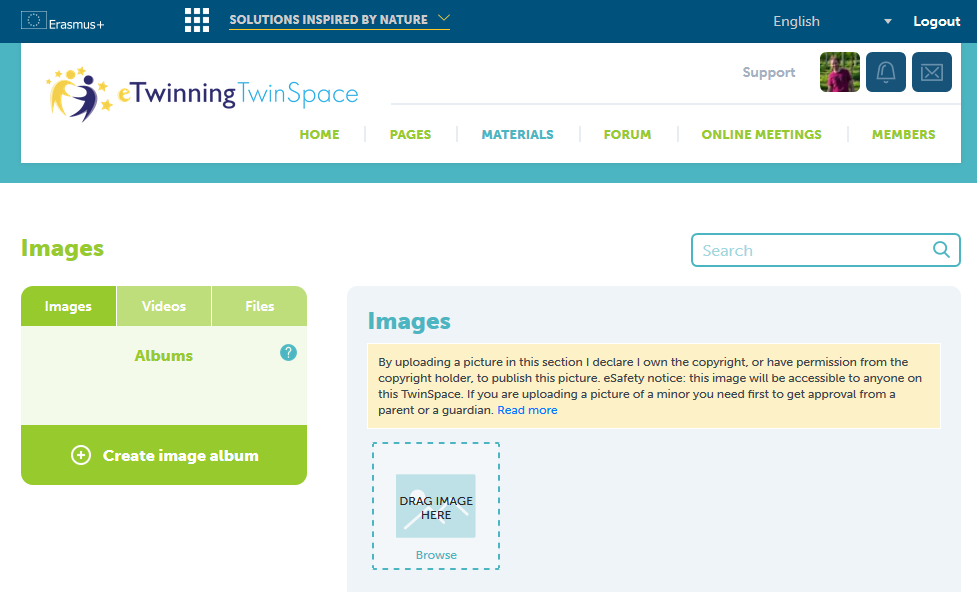 Erasmus+
SOLUTIONS INSPIRED BY NATURE
English
Logout
eTwinningTwinSpace
Support
HOME
PAGES
MATERIALS
FORUM
ONLINE MEETINGS
MEMBERS
Images
Search
Images
Videos
Files
Albums
?
Create image album
Images
By uploading a picture in this section I declare I own the copyright, or have permission from the
copyright holder, to publish this picture. eSafety notice: this image will be accessible to anyone on
this TwinSpace. If you are uploading a picture of a minor you need first to get approval from a
parent or a guardian. Read more
DRAG IMAGE
HERE
Browse